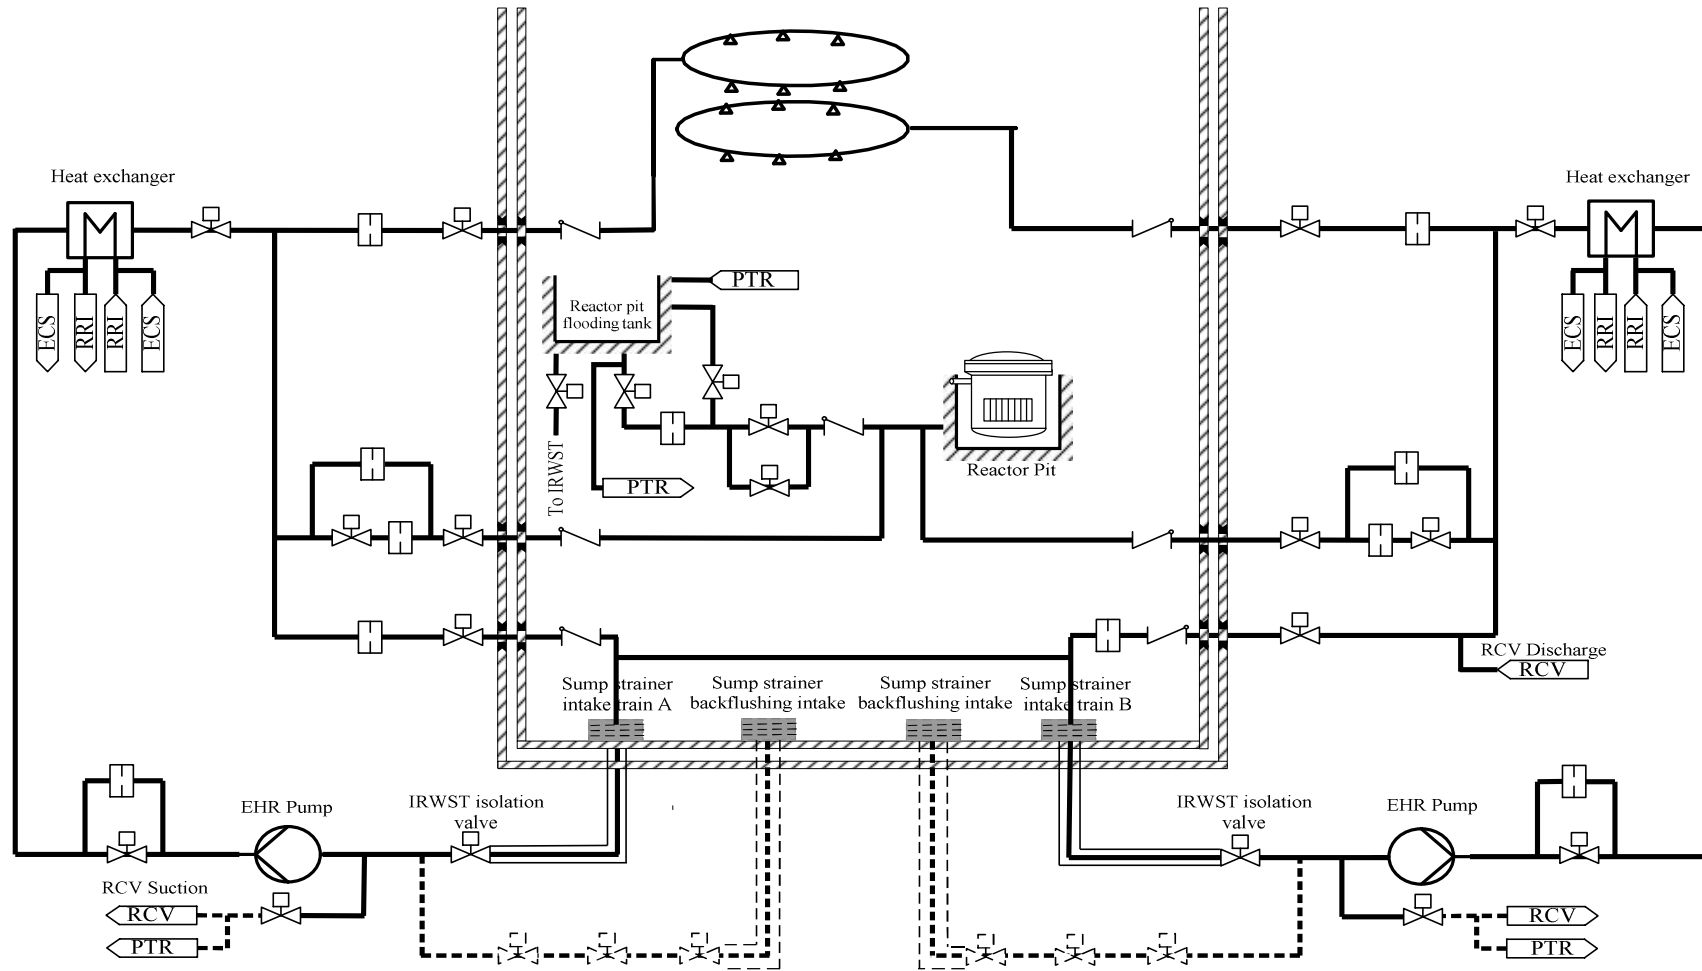 Heat exchanger
Heat exchanger
PTR
Reactor pit
flooding tank
ECS
RRI
RRI
ECS
ECS
RRI
RRI
ECS
To IRWST
PTR
Reactor Pit
RCV Discharge
RCV
Sump strainer
intake train A
Sump strainer
backflushing intake
Sump strainer
backflushing intake
Sump strainer
intake train B
EHR Pump
IRWST isolation
valve
IRWST isolation
valve
EHR Pump
RCV Suction
RCV
PTR
RCV
PTR